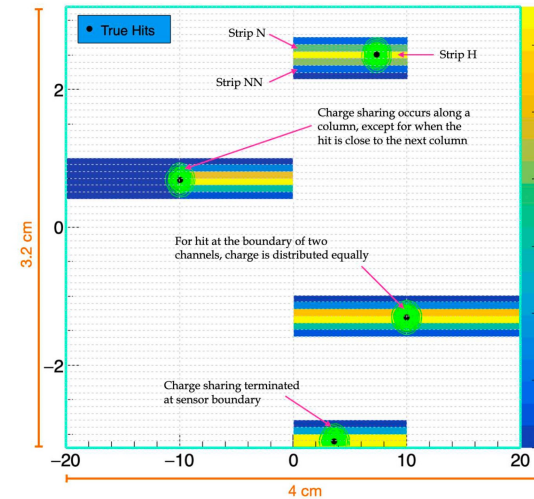 True Hits
Strip N
Strip H
Strip NN
Charge sharing occurs along a
column, except for when the
hit is close to the next column
For hit at the boundary of two
channels, charge is distributed equally
Charge sharing terminated
at sensor boundary
2
0
−2
3.2 cm
−20
−10
0
10
20
4 cm